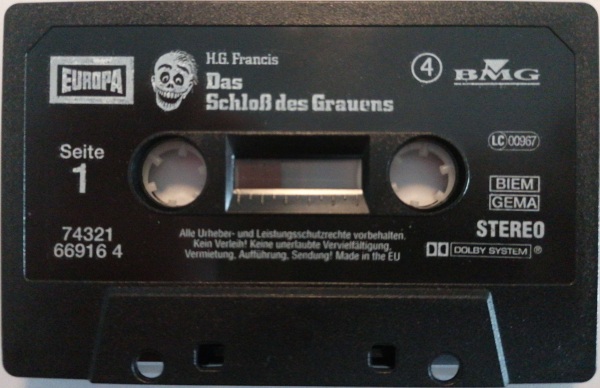 EUROPA
H.G. Francis
Das
Schloß des Grauens
4
BMG
LC 00967
Seite
1
BIEM
GEMA
74321
66916 4
Alle Urheber- und Leistungsschutzrechte vorbehalten.
Kein Verleih! Keine unerlaubte Vervielfältigung,
Vermietung, Aufführung, Sendung! Made in the EU
STEREO
DOLBY SYSTEM ®